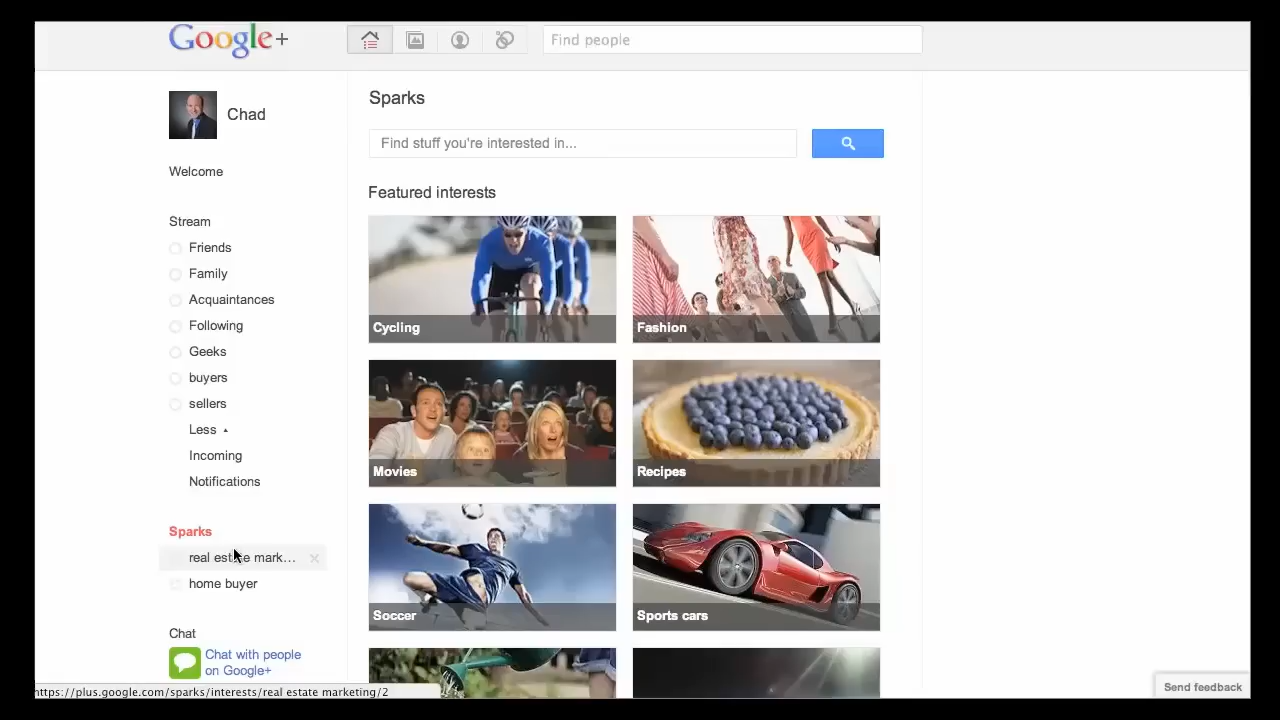 Google+
Find people
Chad
Welcome
Stream
Friends
Family
Acquaintances
Following
Geeks
buyers
sellers
Less
Incoming
Notifications
Sparks
real estate mark...
home buyer
Chat
Chat with people
on Google+
https://plus.google.com/sparks/interests/real estate marketing/2
Sparks
Find stuff you're interested in...
Featured interests
Cycling
Fashion
Movies
Recipes
Soccer
Sports cars
Send feedback